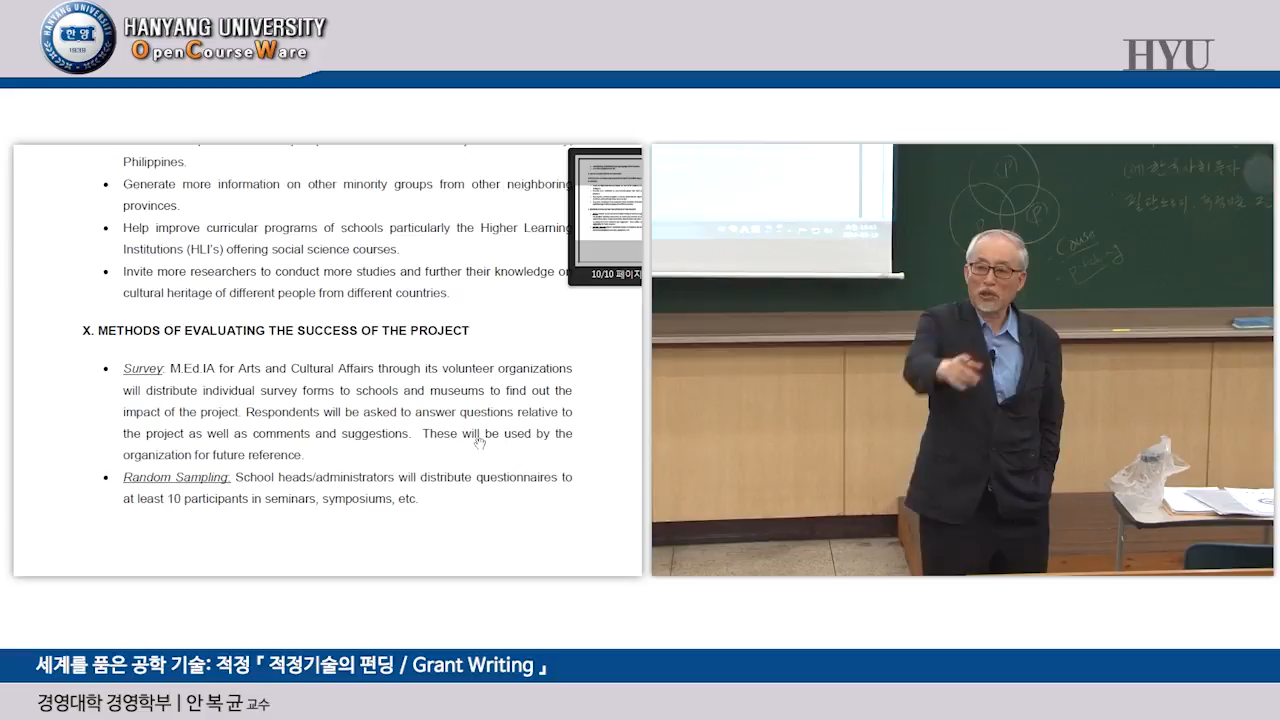 HANYANG UNIVERSITY
OpenCourseWare
HANYANG UNIVERSITY
한양
1939
HYU
Philippines.
• Generate more information on other minority groups from other neighboring
provinces.
• Help improve curricular programs of schools particularly the Higher Learning
Institutions (HLI's) offering social science courses.
• Invite more researchers to conduct more studies and further their knowledge on
cultural heritage of different people from different countries.
10/10 페이지
X. METHODS OF EVALUATING THE SUCCESS OF THE PROJECT
• Survey: M.Ed.IA for Arts and Cultural Affairs through its volunteer organizations
will distribute individual survey forms to schools and museums to find out the
impact of the project. Respondents will be asked to answer questions relative to
the project as well as comments and suggestions. These will be used by the
organization for future reference.
• Random Sampling: School heads/administrators will distribute questionnaires to
at least 10 participants in seminars, symposiums, etc.
(P)
Cause
세계를 품은 공학 기술: 적정 『 적정기술의 펀딩 / Grant Writing 』
경영대학 경영학부 | 안 복 균 교수